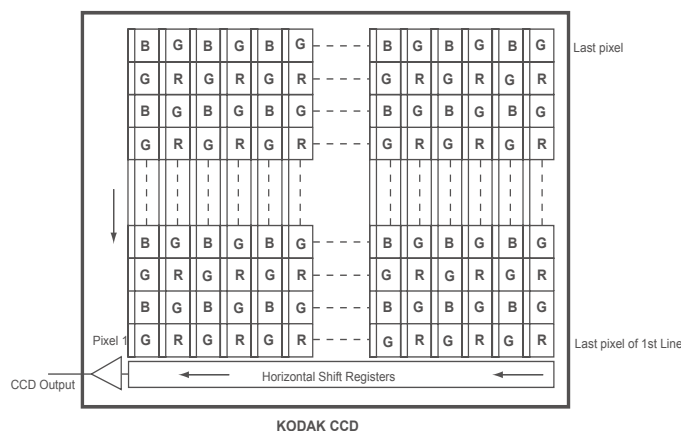 B G B G B G B G B G B G Last pixel
G R G R G R G R G R G R
B G B G B G B G B G B G
G R G R G R G R G R G R
B G B G B G B G B G B G
G R G R G R G R G R G R
B G B G B G B G B G B G
Pixel 1 G R G R G R G R G R G R Last pixel of 1st Line
CCD Output Horizontal Shift Registers
KODAK CCD